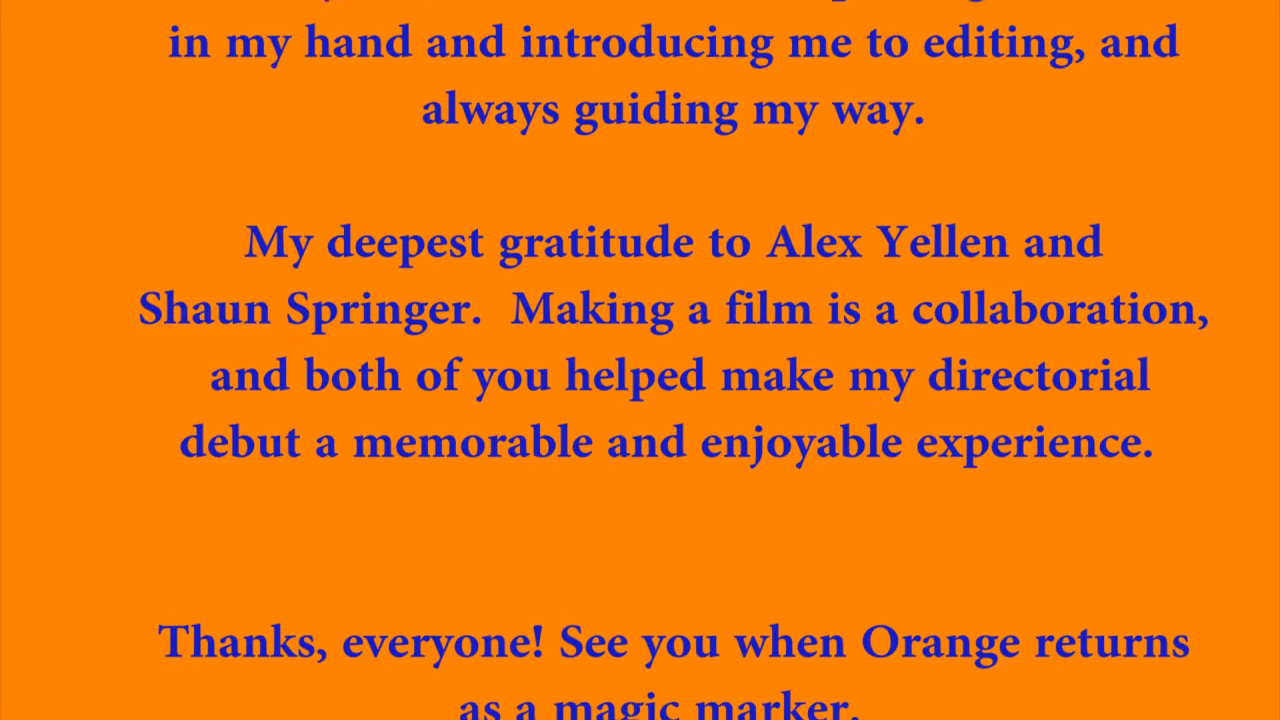 in my hand and introducing me to editing, and
always guiding my way.
My deepest gratitude to Alex Yellen and
Shaun Springer.  Making a film is a collaboration,
and both of you helped make my directorial
debut a memorable and enjoyable experience.
Thanks, everyone! See you when Orange returns
as a magic marker.